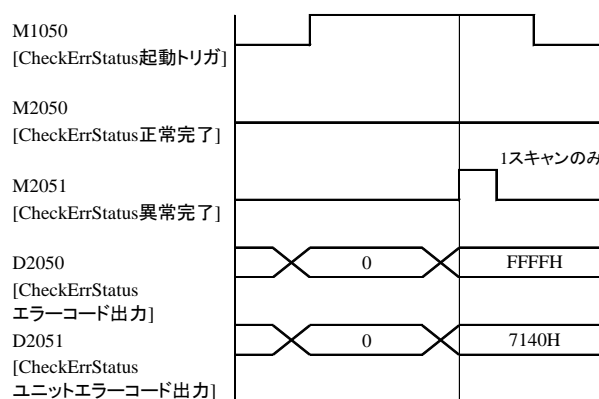 M1050
[CheckErrStatus起動トリガ]
M2050
[CheckErrStatus正常完了]
1スキャンのみ
M2051
[CheckErrStatus異常完了]
D2050
0
FFFFH
[CheckErrStatus
エラーコード出力]
D2051
0
7140H
[CheckErrStatus
ユニットエラーコード出力]